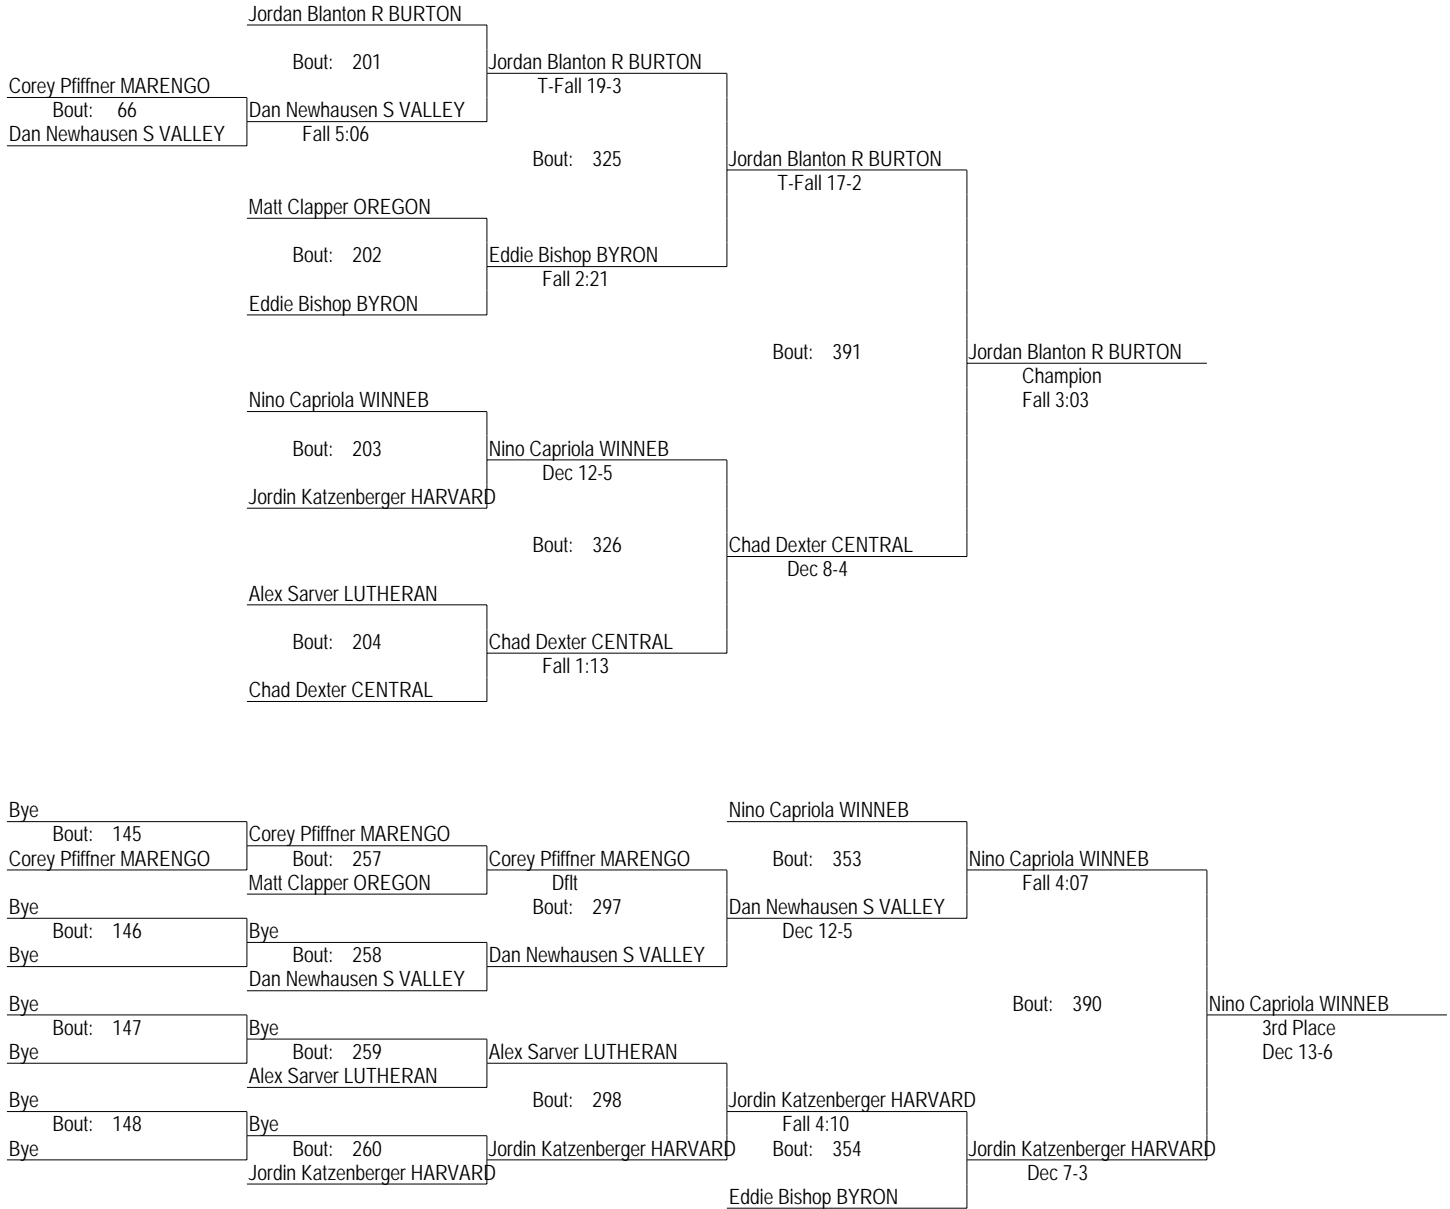 Jordan Blanton R BURTON
Bout: 201
Jordan Blanton R BURTON
T-Fall 19-3
Corey Pfiffner MARENGO
Bout: 66
Dan Newhausen S VALLEY
Dan Newhausen S VALLEY
Fall 5:06
Bout: 325
Jordan Blanton R BURTON
T-Fall 17-2
Matt Clapper OREGON
Bout: 202
Eddie Bishop BYRON
Fall 2:21
Eddie Bishop BYRON
Bout: 391
Jordan Blanton R BURTON
Champion
Fall 3:03
Nino Capriola WINNEB
Bout: 203
Nino Capriola WINNEB
Dec 12-5
Jordin Katzenberger HARVARD
Bout: 326
Chad Dexter CENTRAL
Dec 8-4
Alex Sarver LUTHERAN
Bout: 204
Chad Dexter CENTRAL
Fall 1:13
Chad Dexter CENTRAL
Bye
Bout: 145
Corey Pfiffner MARENGO
Corey Pfiffner MARENGO
Bout: 257
Matt Clapper OREGON
Corey Pfiffner MARENGO
Dflt
Nino Capriola WINNEB
Bout: 353
Nino Capriola WINNEB
Fall 4:07
Bye
Bout: 146
Bye
Bye
Bout: 258
Dan Newhausen S VALLEY
Bout: 297
Dan Newhausen S VALLEY
Dan Newhausen S VALLEY
Dec 12-5
Bye
Bout: 147
Bye
Bye
Bout: 259
Alex Sarver LUTHERAN
Alex Sarver LUTHERAN
Bout: 390
Nino Capriola WINNEB
3rd Place
Dec 13-6
Bye
Bout: 148
Bye
Bye
Bout: 260
Jordin Katzenberger HARVARD
Bout: 298
Jordin Katzenberger HARVARD
Jordin Katzenberger HARVARD
Fall 4:10
Bout: 354
Eddie Bishop BYRON
Jordin Katzenberger HARVARD
Dec 7-3